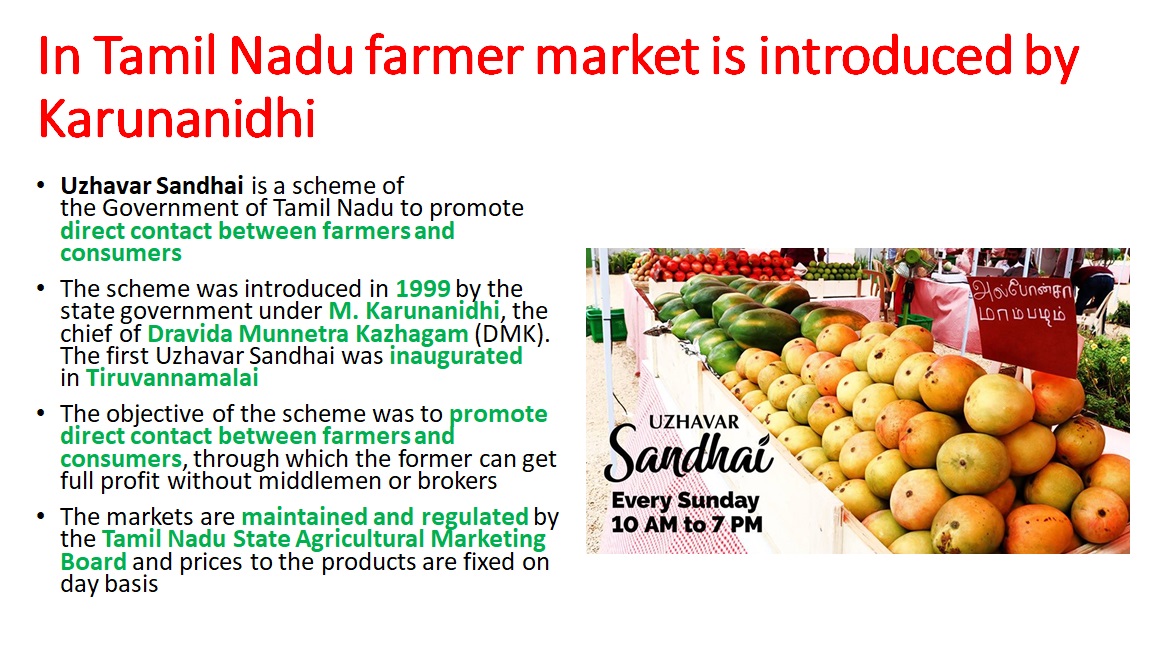 In Tamil Nadu farmer market is introduced by
Karunanidhi
• Uzhavar Sandhai is a scheme of
the Government of Tamil Nadu to promote
direct contact between farmers and
consumers
• The scheme was introduced in 1999 by the
state government under M. Karunanidhi, the
chief of Dravida Munnetra Kazhagam (DMK).
The first Uzhavar Sandhai was inaugurated
in Tiruvannamalai
• The objective of the scheme was to promote
direct contact between farmers and
consumers, through which the former can get
full profit without middlemen or brokers
• The markets are maintained and regulated by
the Tamil Nadu State Agricultural Marketing
Board and prices to the products are fixed on
day basis
அல்போன்சா
மாம்பழம்
UZHAVAR
Sandhai
Every Sunday
10 AM to 7 PM